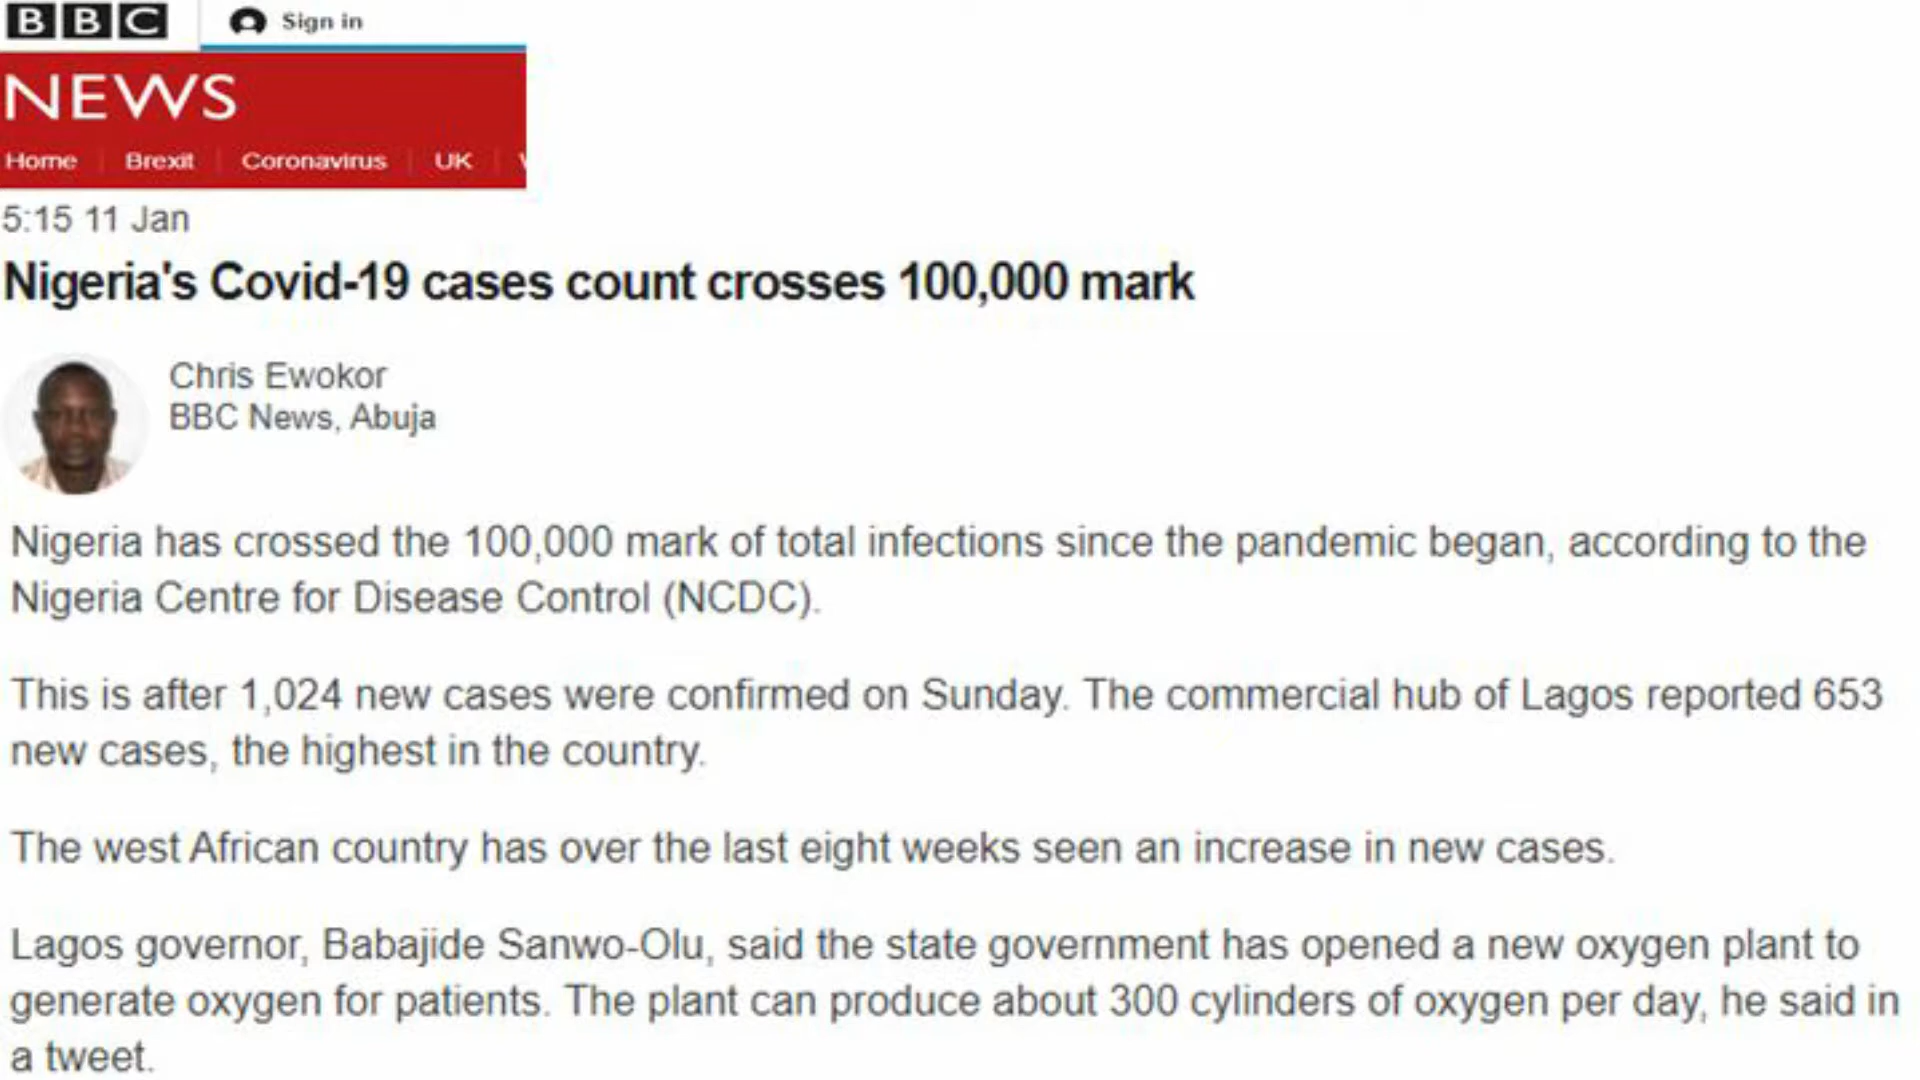 BBC
Sign in
NEWS
Home
Brexit
Coronavirus
UK
5:15 11 Jan
Nigeria's Covid-19 cases count crosses 100,000 mark
Chris Ewokor
BBC News, Abuja
Nigeria has crossed the 100,000 mark of total infections since the pandemic began, according to the
Nigeria Centre for Disease Control (NCDC).
This is after 1,024 new cases were confirmed on Sunday. The commercial hub of Lagos reported 653
new cases, the highest in the country.
The west African country has over the last eight weeks seen an increase in new cases.
Lagos governor, Babajide Sanwo-Olu, said the state government has opened a new oxygen plant to
generate oxygen for patients. The plant can produce about 300 cylinders of oxygen per day, he said in
a tweet.